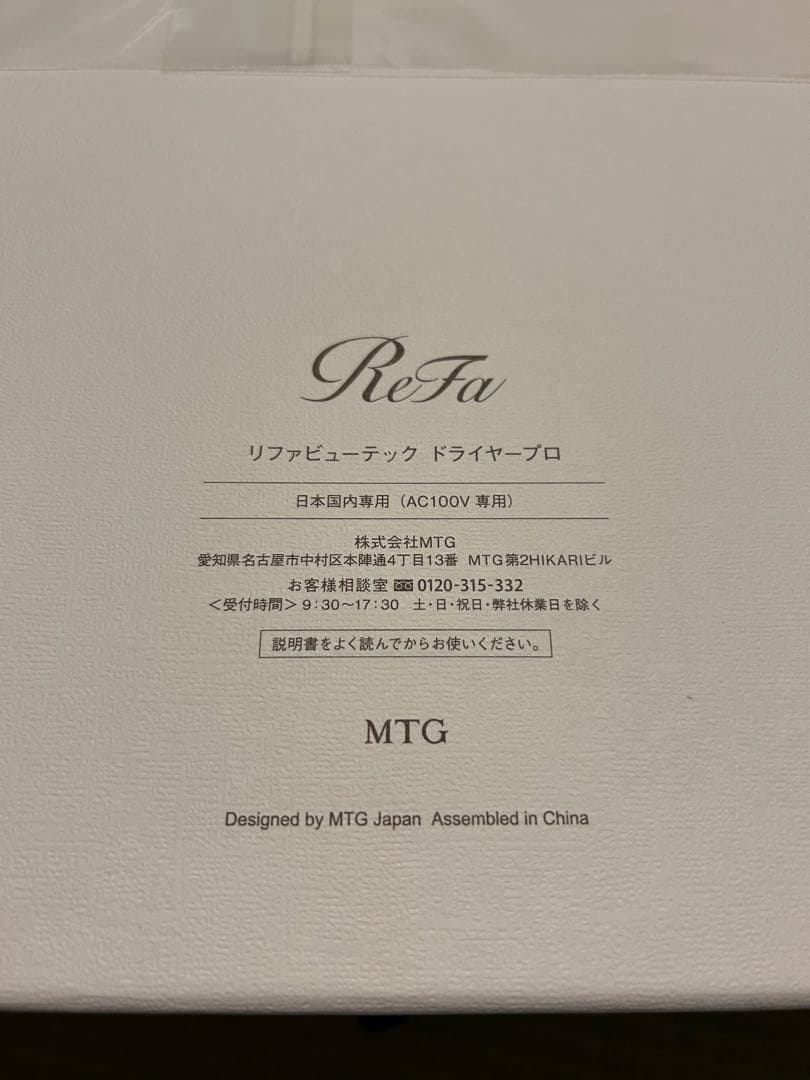 ReFa
リファビューテック ドライヤープロ
日本国内専用（AC100V 専用）
株式会社MTG
愛知県名古屋市中村区本陣通4丁目13番 MTG第2HIKARIビル
お客様相談室 0120-315-332
＜受付時間＞9：30〜17：30 土・日・祝日・弊社休業日を除く
説明書をよく読んでからお使いください。
MTG
Designed by MTG Japan Assembled in China